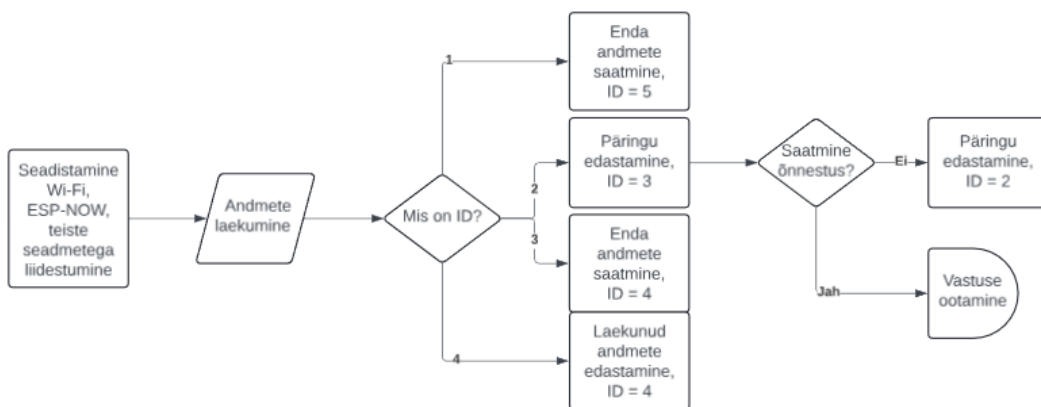 Seadistamine
Wi-Fi,
ESP-NOW,
teiste
seadmetega
liidestumine
Andmete
laekumine
Mis on ID?
1
Enda
andmete
saatmine,
ID = 5
2
Päringu
edastamine,
ID = 3
3
Enda
andmete
saatmine,
ID = 4
4
Laekunud
andmete
edastamine,
ID = 4
Saatmine
õnnestus?
Ei
Päringu
edastamine,
ID = 2
Jah
Vastuse
ootamine